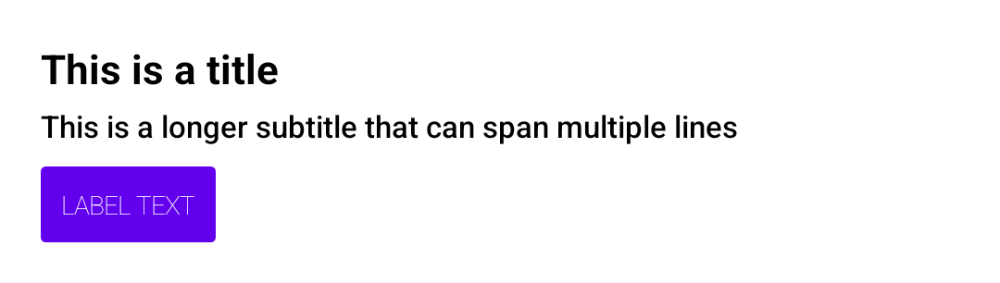 This is a title
This is a longer subtitle that can span multiple lines
LABEL TEXT